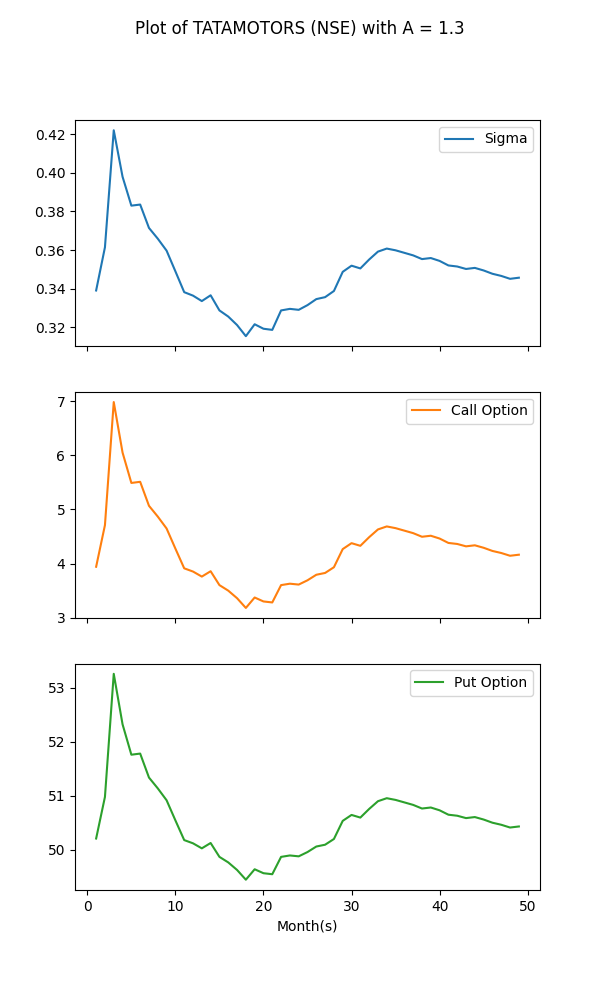 Plot of TATAMOTORS (NSE) with A = 1.3
Sigma
0.42
0.40
0.38
0.36
0.34
0.32
Call Option
7
6
5
4
3
Put Option
53
52
51
50
0 10 20 30 40 50
Month(s)